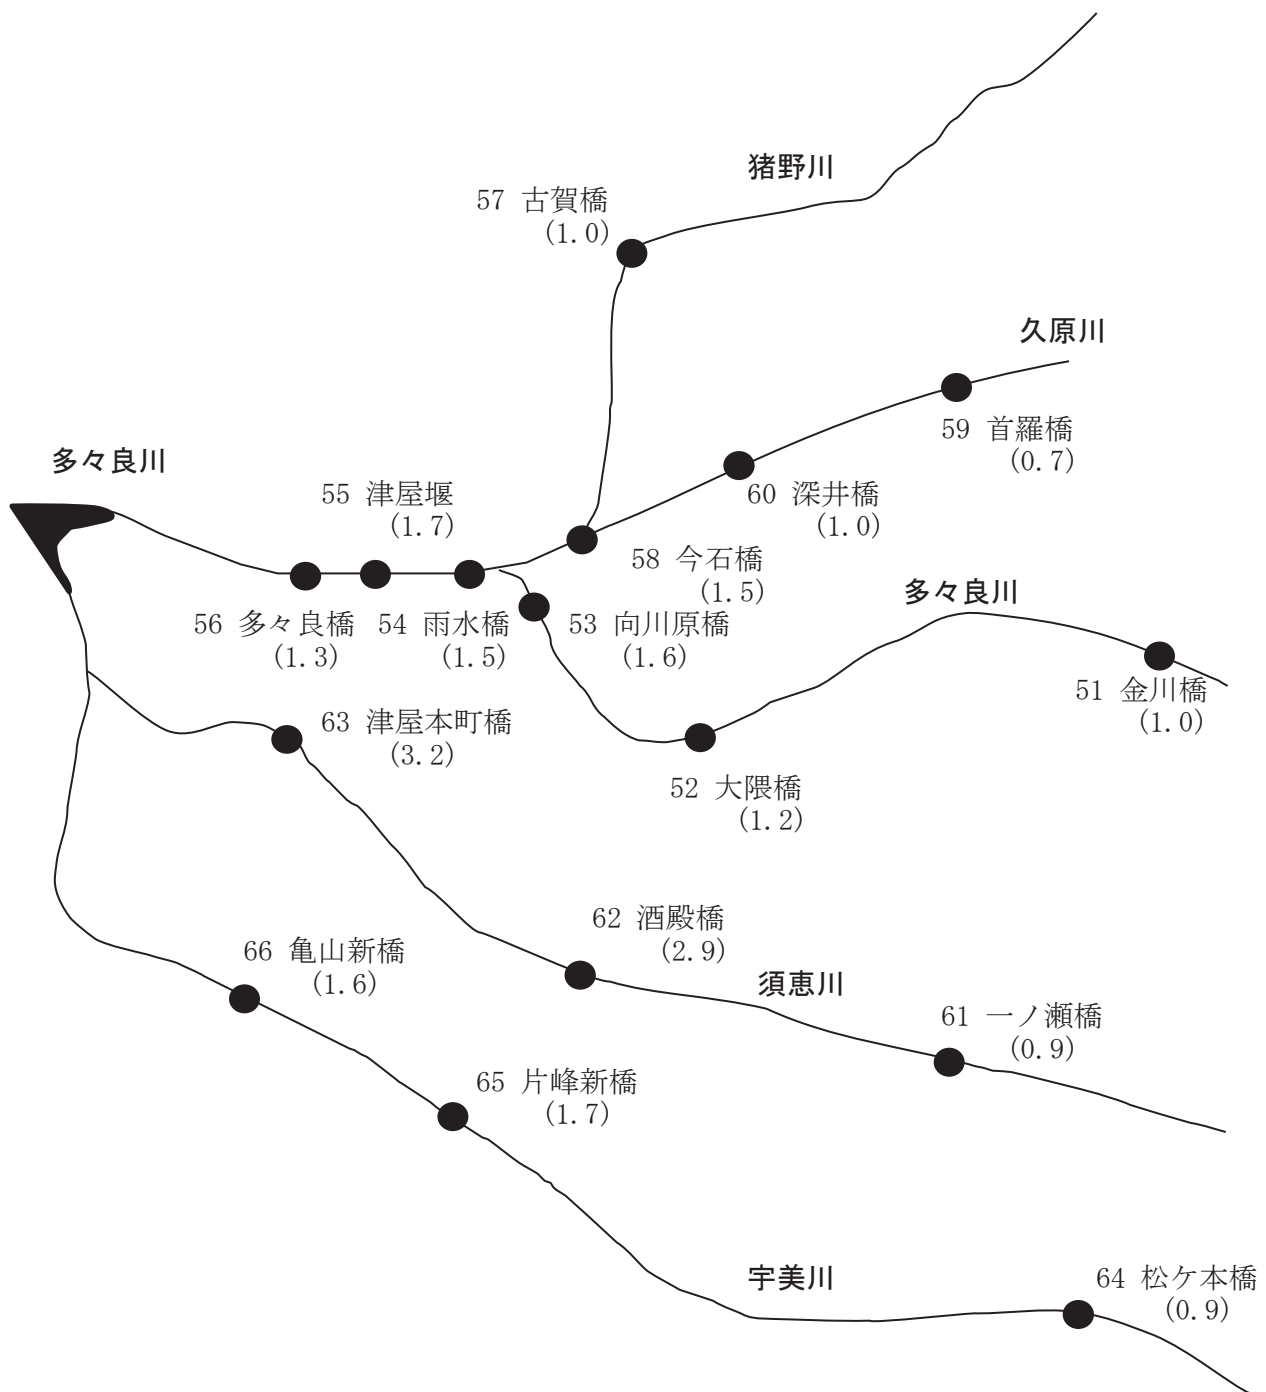 猪野川
57 古賀橋
(1.0)
久原川
59 首羅橋
(0.7)
多々良川
55 津屋堰
(1.7)
60 深井橋
(1.0)
58 今石橋
(1.5)
多々良川
56 多々良橋
(1.3)
54 雨水橋
(1.5)
53 向川原橋
(1.6)
51 金川橋
(1.0)
63 津屋本町橋
(3.2)
52 大隈橋
(1.2)
62 酒殿橋
(2.9)
66 亀山新橋
(1.6)
須恵川
61 一ノ瀬橋
(0.9)
65 片峰新橋
(1.7)
宇美川
64 松ケ本橋
(0.9)